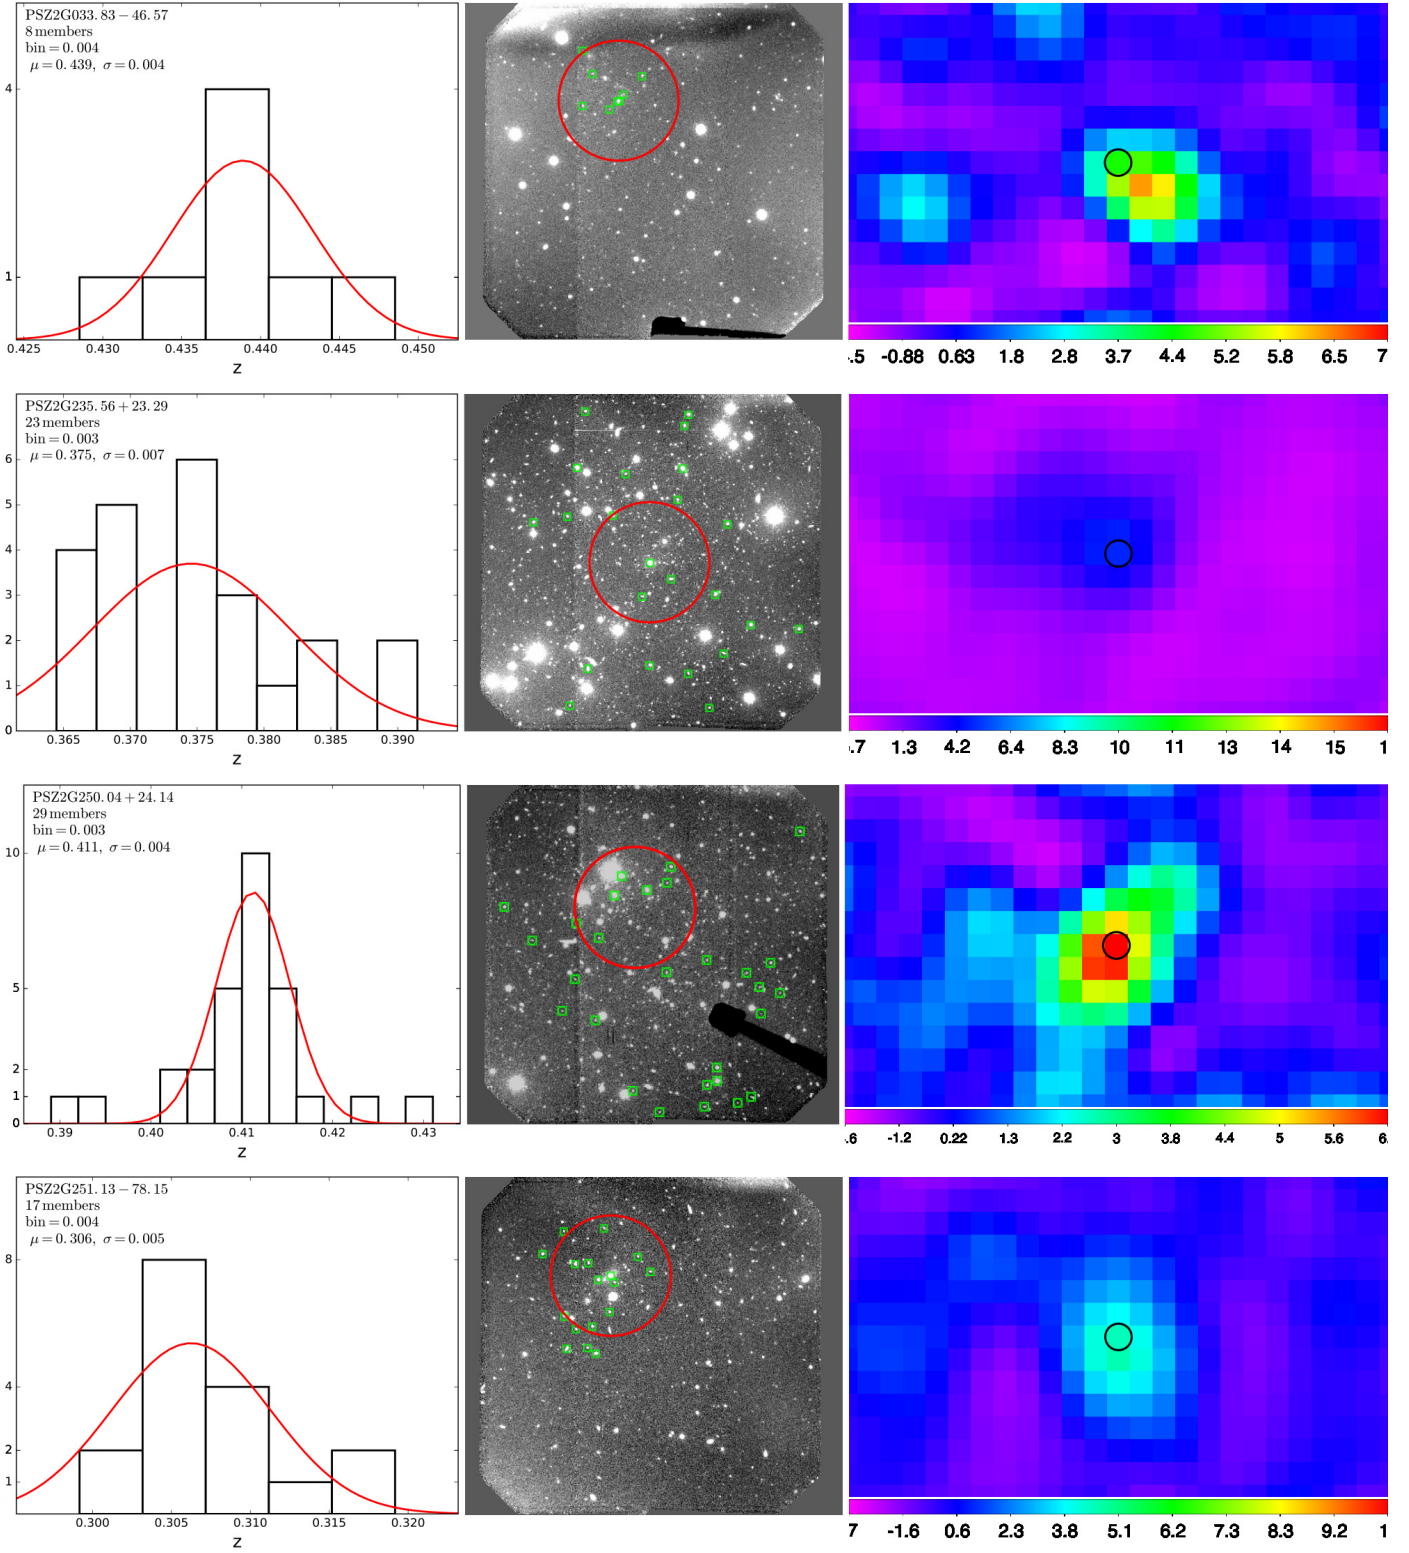 PSZ2G033.83−46.57
8 members
bin = 0.004
μ = 0.439, σ = 0.004
4
1
0.425 0.430 0.435 0.440 0.445 0.450
z
.5 -0.88 0.63 1.8 2.8 3.7 4.4 5.2 5.8 6.5 7
PSZ2G235.56+23.29
23 members
bin = 0.003
μ = 0.375, σ = 0.007
6
5
4
3
2
1
0
0.365 0.370 0.375 0.380 0.385 0.390
z
.7 1.3 4.2 6.4 8.3 10 11 13 14 15 1
PSZ2G250.04+24.14
29 members
bin = 0.003
μ = 0.411, σ = 0.004
10
5
2
1
0
0.39 0.40 0.41 0.42 0.43
z
.6 -1.2 0.22 1.3 2.2 3 3.8 4.4 5 5.6 6.
PSZ2G251.13−78.15
17 members
bin = 0.004
μ = 0.306, σ = 0.005
8
4
2
1
0.300 0.305 0.310 0.315 0.320
z
7 -1.6 0.6 2.3 3.8 5.1 6.2 7.3 8.3 9.2 1